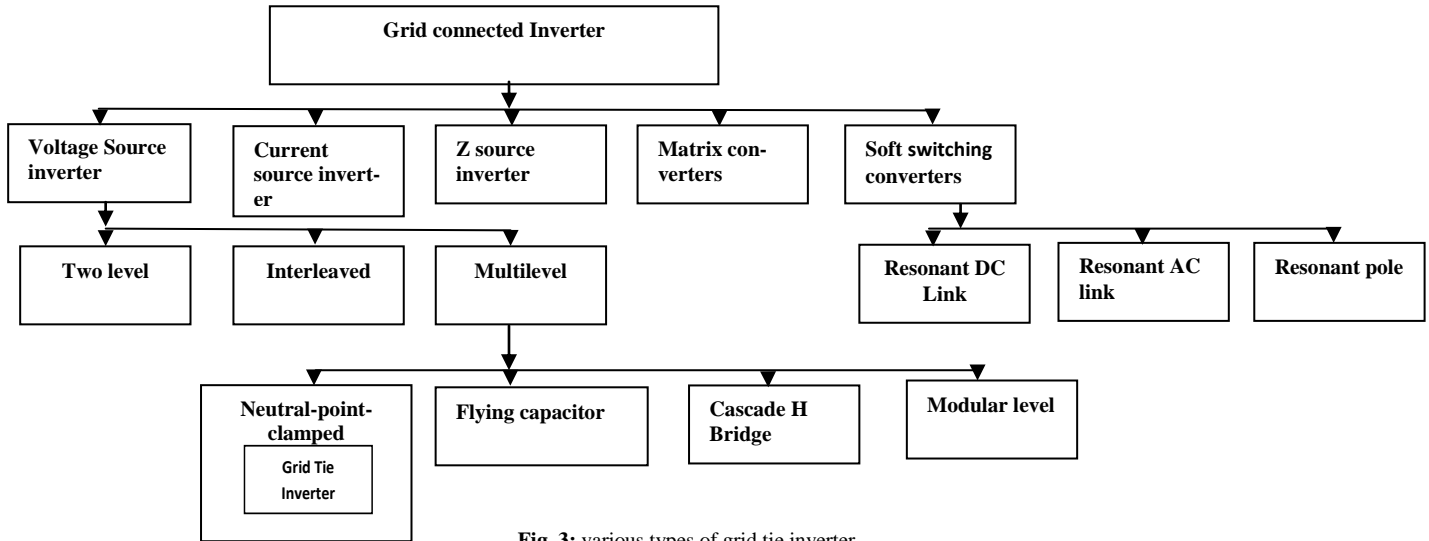 Grid connected Inverter
Voltage Source
inverter
Current
source invert-
er
Z source
inverter
Matrix con-
verters
Soft switching
converters
Two level
Interleaved
Multilevel
Resonant DC
Link
Resonant AC
link
Resonant pole
Neutral-point-
clamped
Grid Tie
Inverter
Flying capacitor
Cascade H
Bridge
Modular level
Fig. 3: various types of grid tie inverter